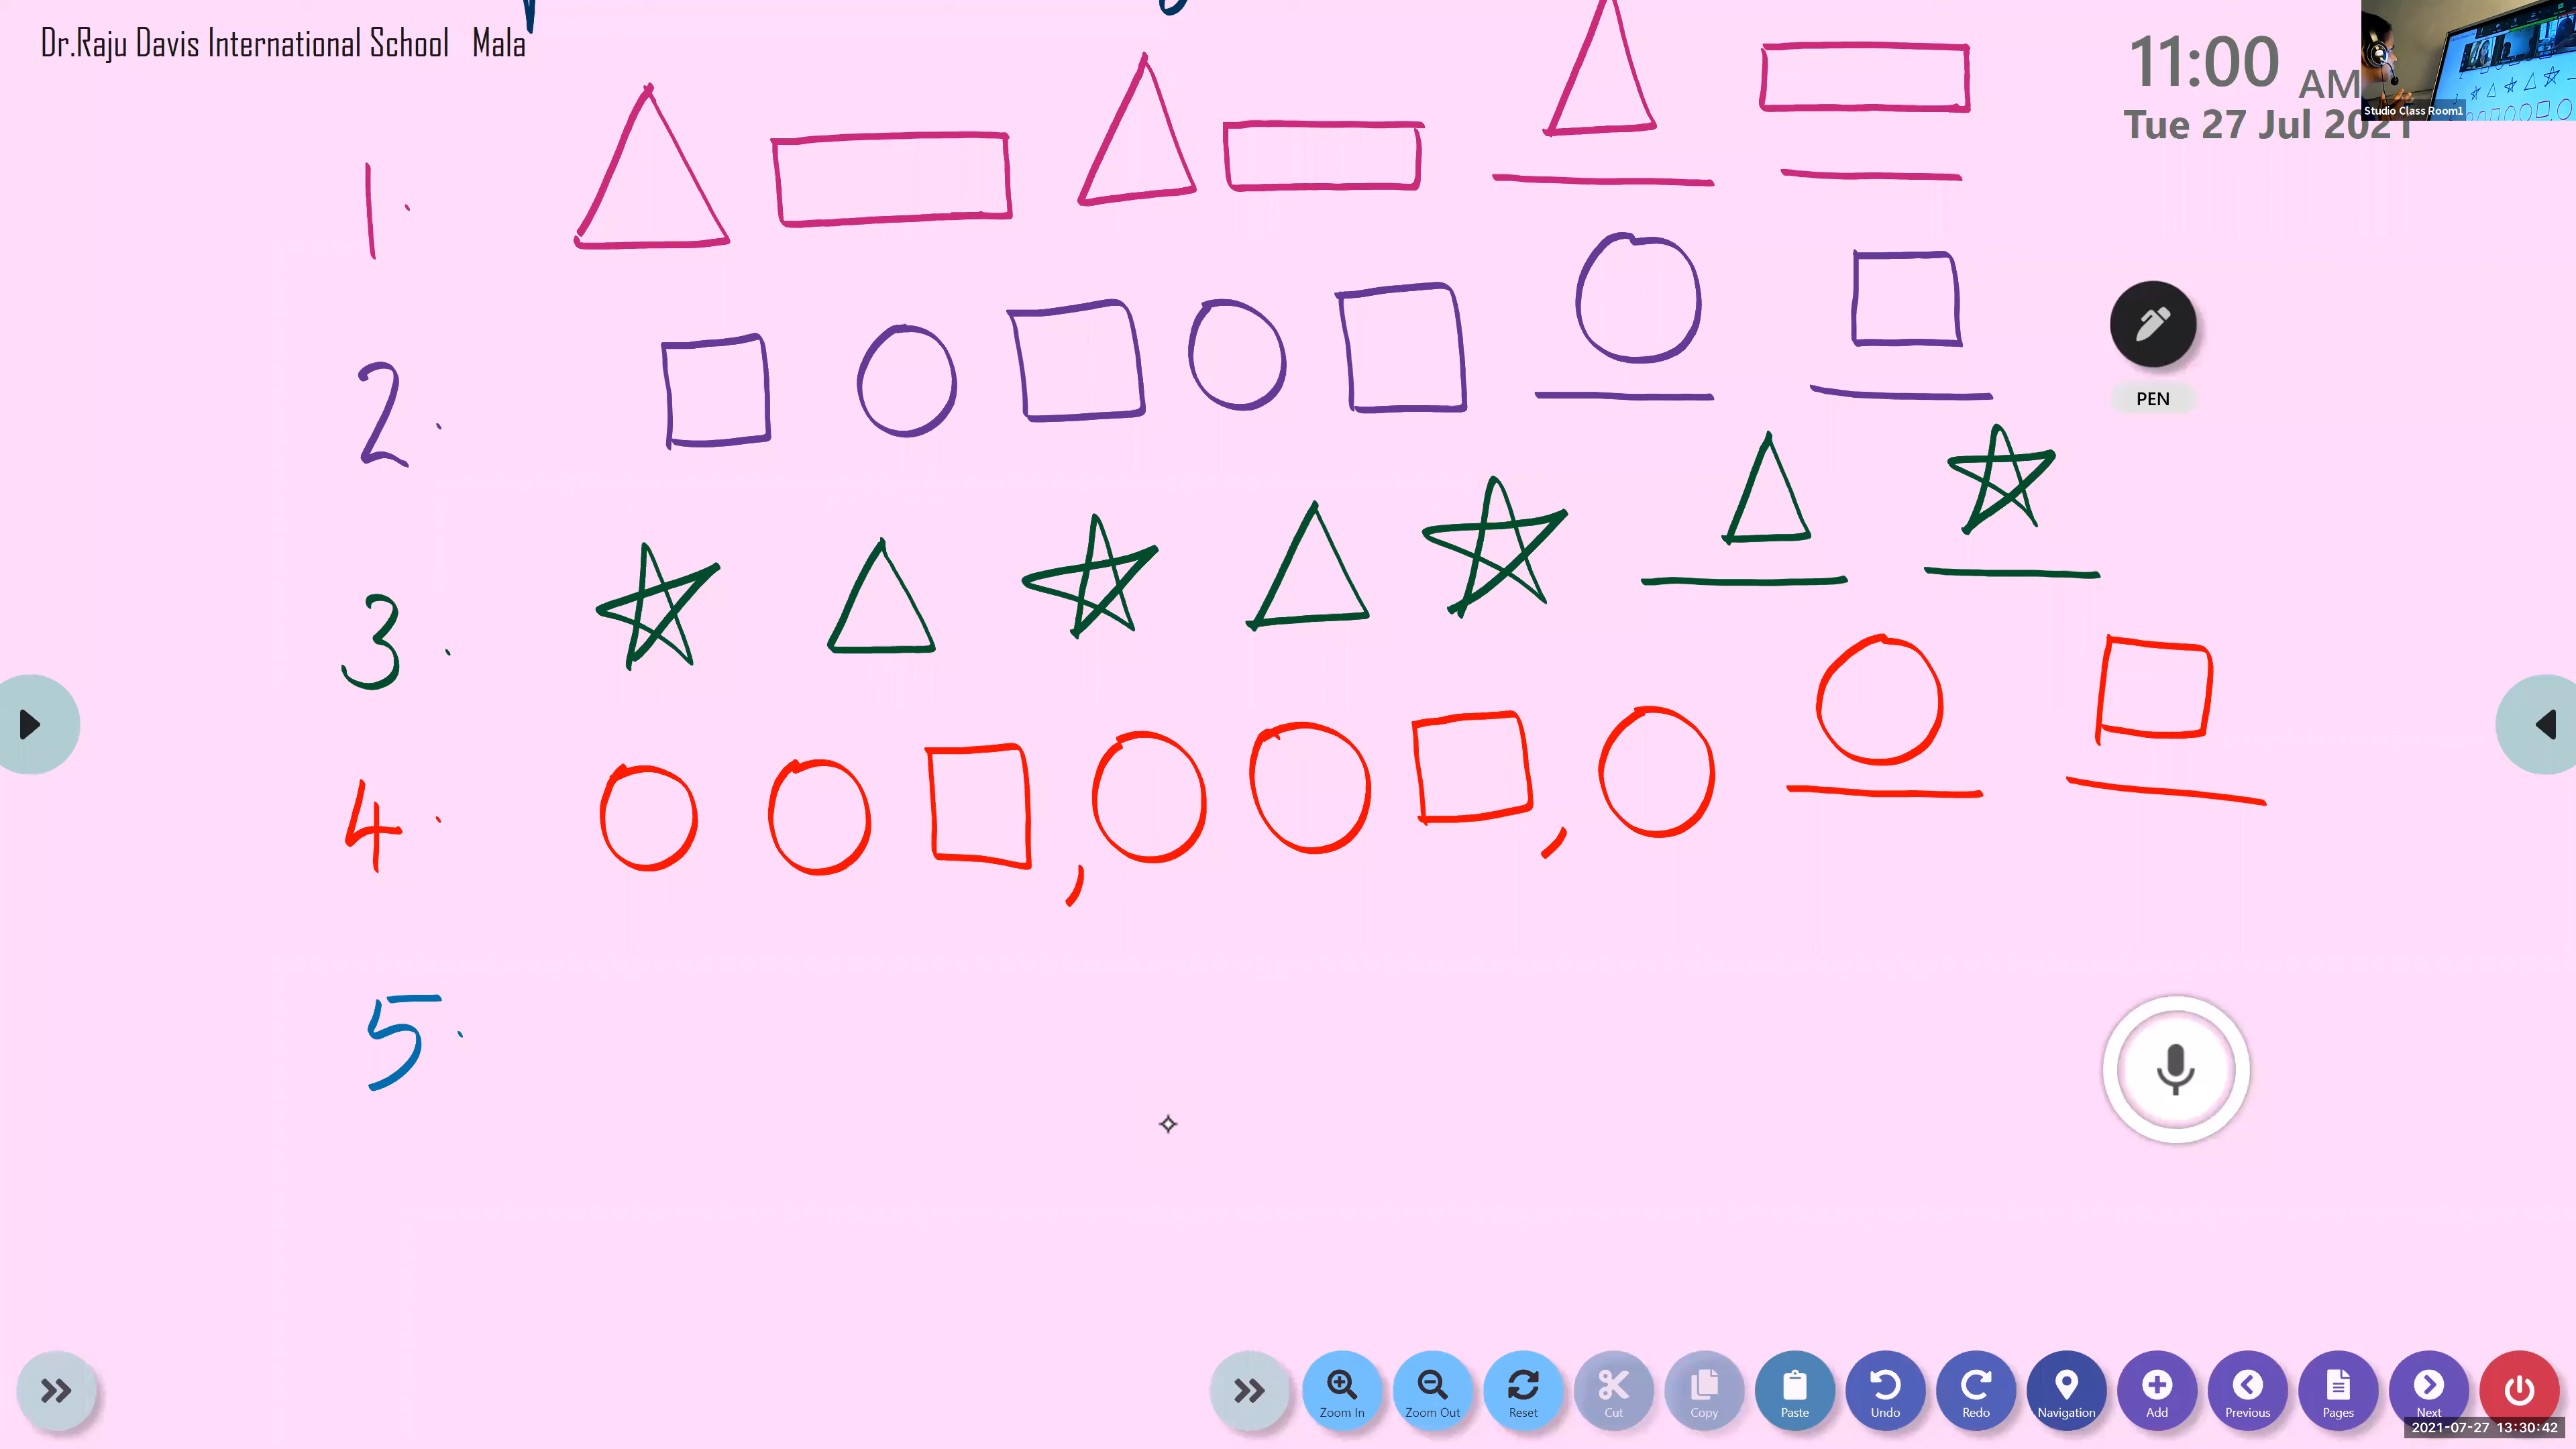 Dr.Raju Davis International School Mala
11:00 AM
Tue 27 Jul 2021
Studio Class Room1
1.
2.
PEN
3.
4.
, ,
5.
Zoom In Zoom Out Reset Cut Copy Paste Undo Redo Navigation Add Previous Pages Next
2021-07-27 13:30:42